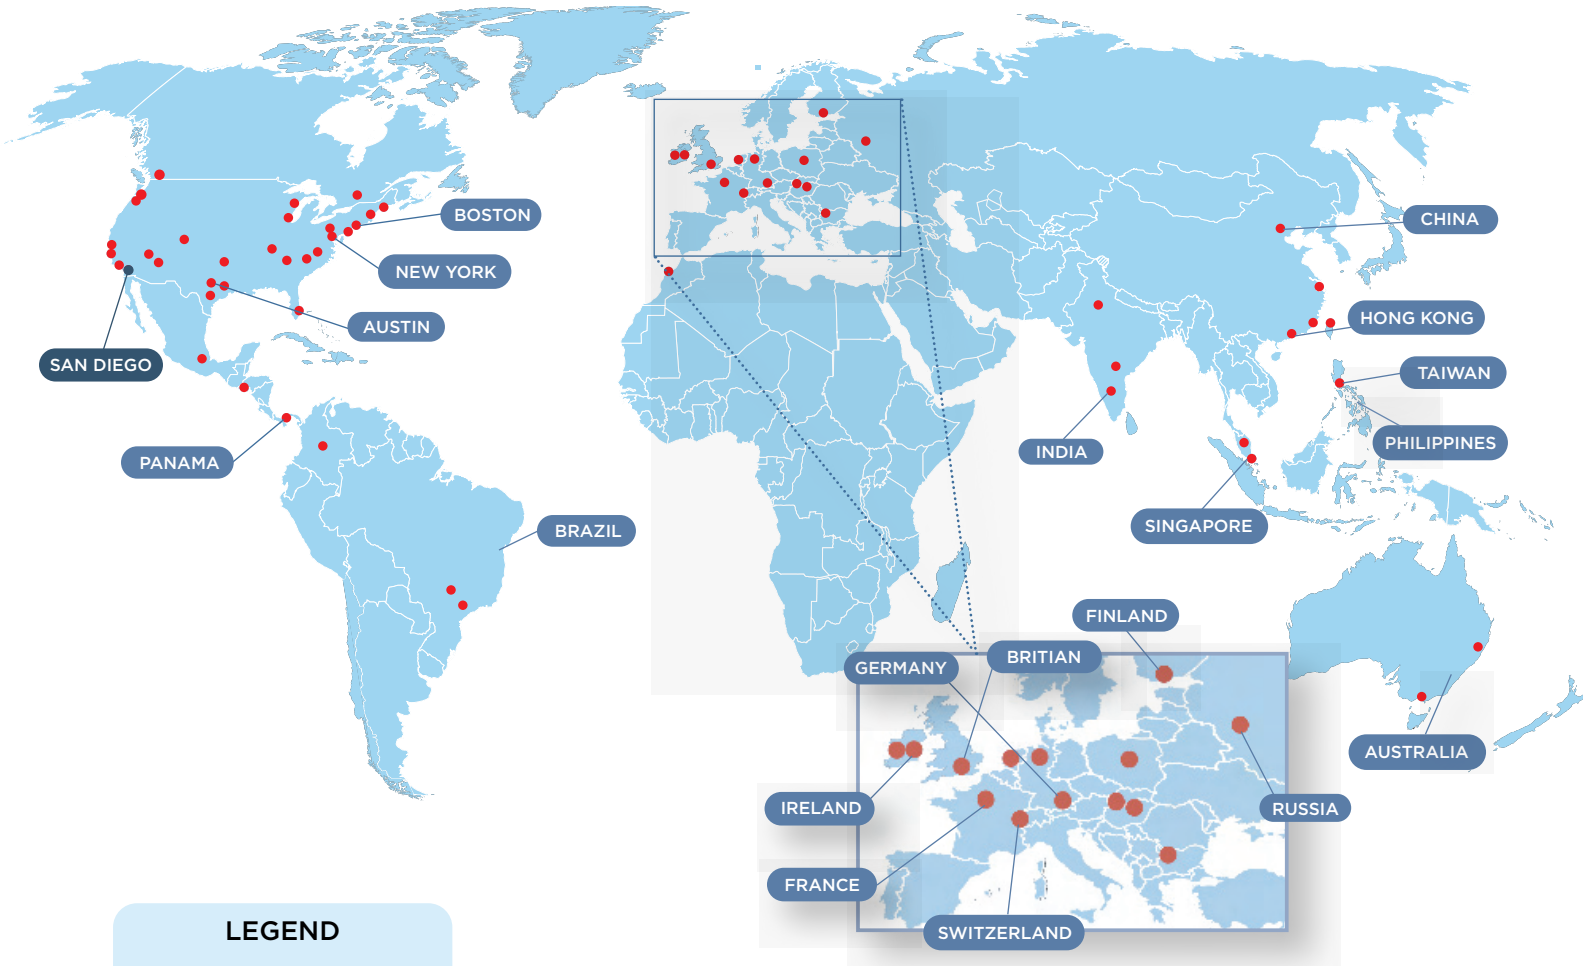 BOSTON
CHINA
NEW YORK
HONG KONG
AUSTIN
SAN DIEGO
TAIWAN
PHILIPPINES
INDIA
PANAMA
SINGAPORE
BRAZIL
FINLAND
BRITIAN
GERMANY
AUSTRALIA
IRELAND
RUSSIA
FRANCE
SWITZERLAND
LEGEND